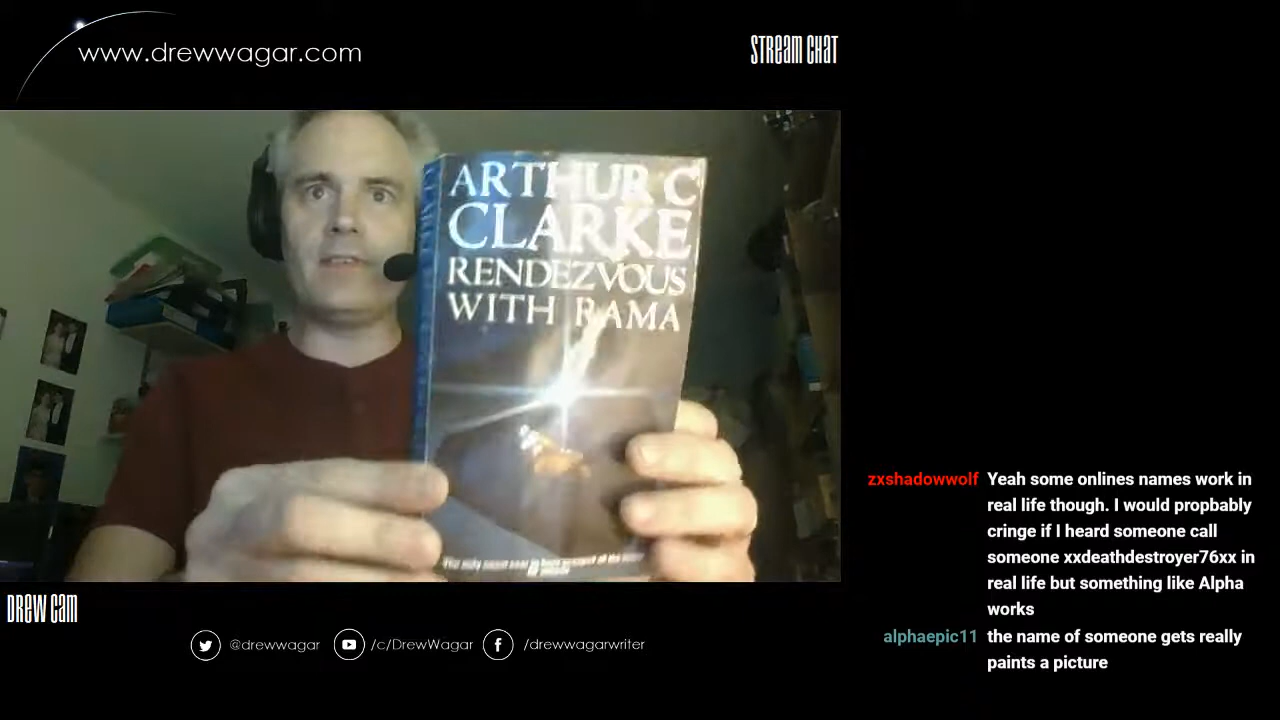 www.drewwagar.com
STREAM CHAT
ARTHUR C
CLARKE
RENDEZVOUS
WITH RAMA
zxshadowwolf Yeah some onlines names work in
real life though. I would propbably
cringe if I heard someone call
someone xxdeathdestroyer76xx in
real life but something like Alpha
works
alphaepic11 the name of someone gets really
paints a picture
DREW CAM
@drewwagar /c/DrewWagar /drewwagarwriter